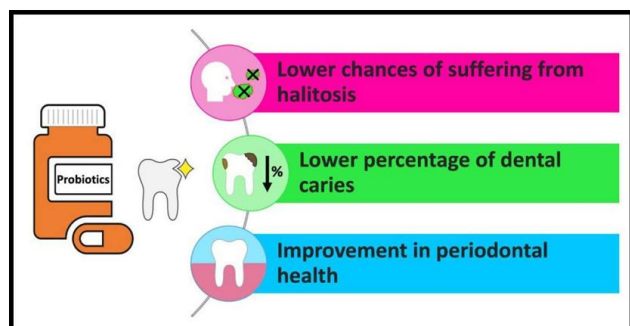 Lower chances of suffering from
halitosis
Probiotics
%
Lower percentage of dental
caries
Improvement in periodontal
health